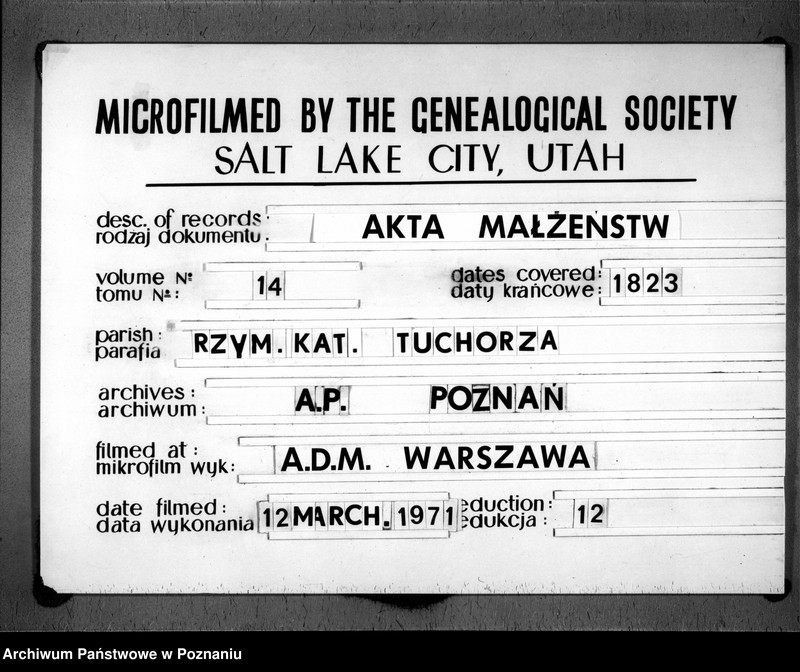 MICROFILMED BY THE GENEALOGICAL SOCIETY
SALT LAKE CITY, UTAH
desc. of records: AKTA MAŁŻEŃSTW
rodzaj dokumentu:
volume Nº 14 dates covered: 1823
tomu Nº: daty krańcowe:
parish: RZYM. KAT. TUCHORZA
parafia
archives: A.P. POZNAŃ
archiwum:
filmed at: A.D.M. WARSZAWA
mikrofilm wyk:
date filmed: 12 MARCH. 1971 eduction: 12
data wykonania edukcja:
Archiwum Państwowe w Poznaniu